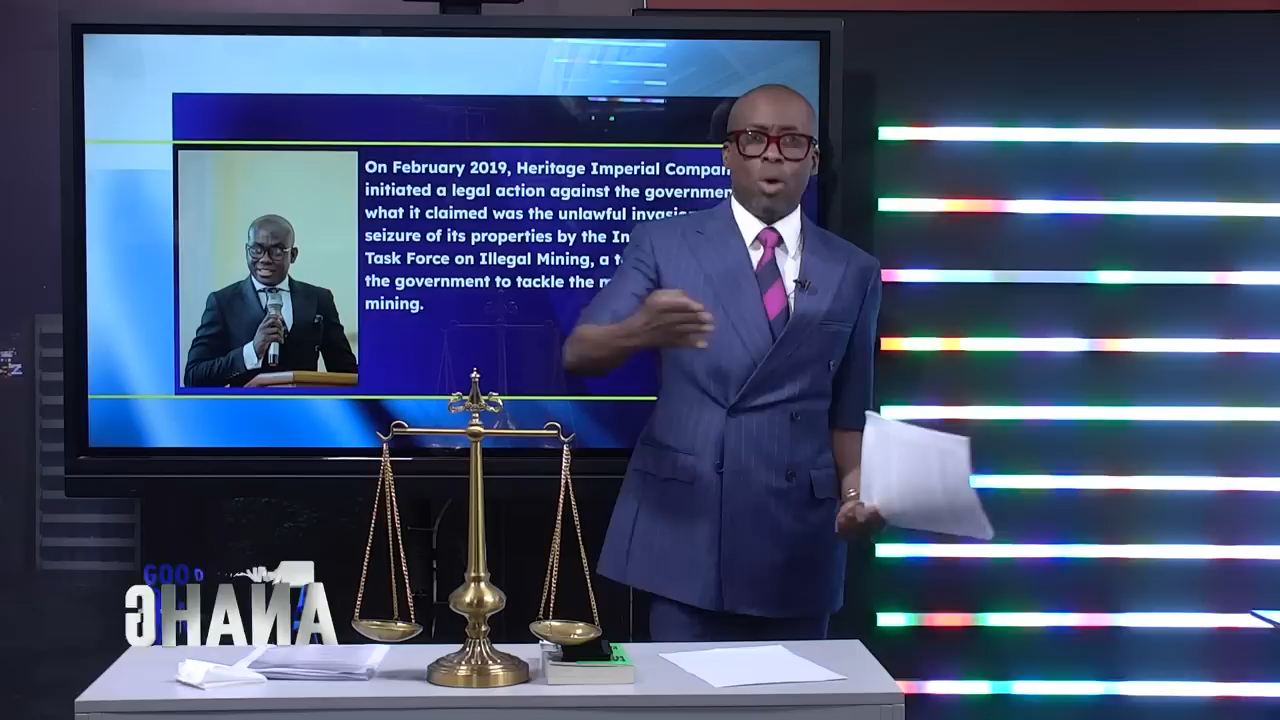 On February 2019, Heritage Imperial Compan
initiated a legal action against the governmen
what it claimed was the unlawful invasion
seizure of its properties by the In
Task Force on Illegal Mining, a t
the government to tackle the m
mining.
GOOD
GHANA